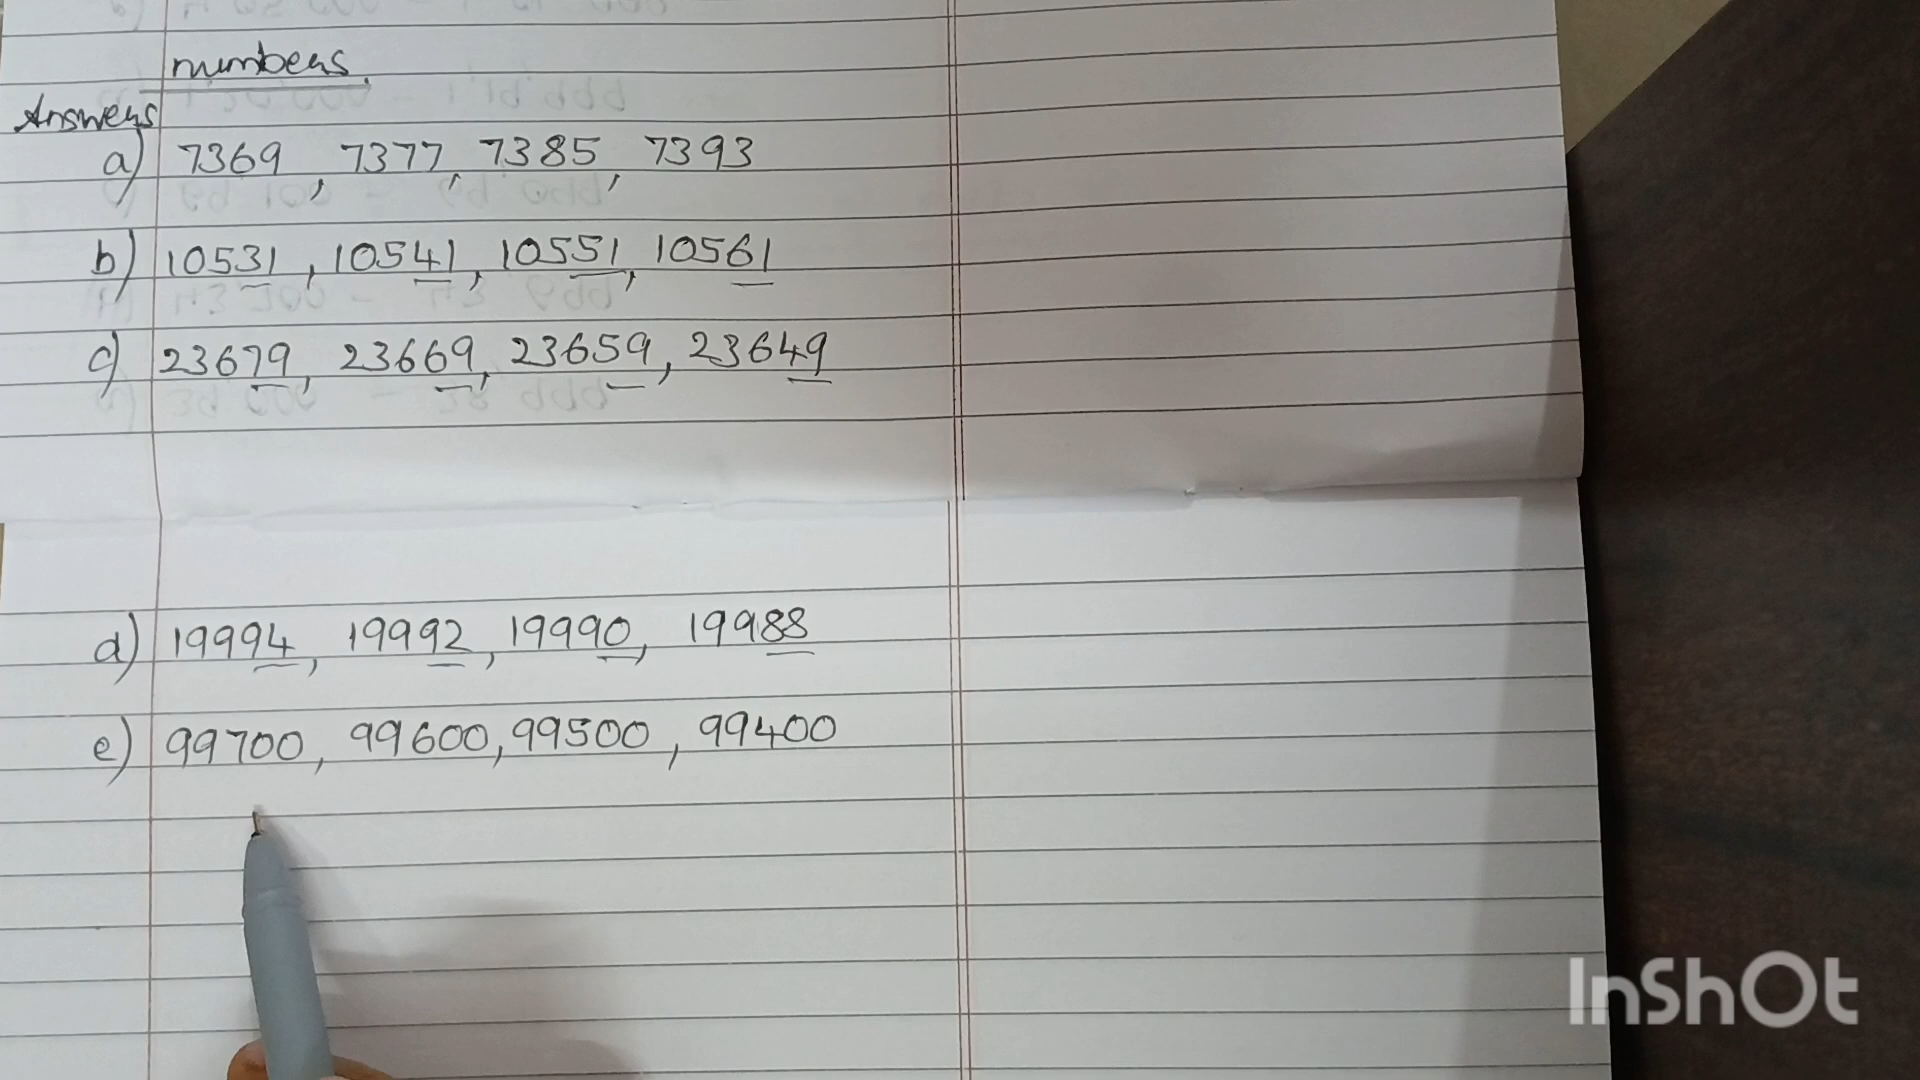 numbers
Answers
a) 7369, 7377, 7385, 7393
b) 10531, 10541, 10551, 10561
c) 23679, 23669, 23659, 23649
d) 19994, 19992, 19990, 19988
e) 99700, 99600, 99500, 99400
InShOt